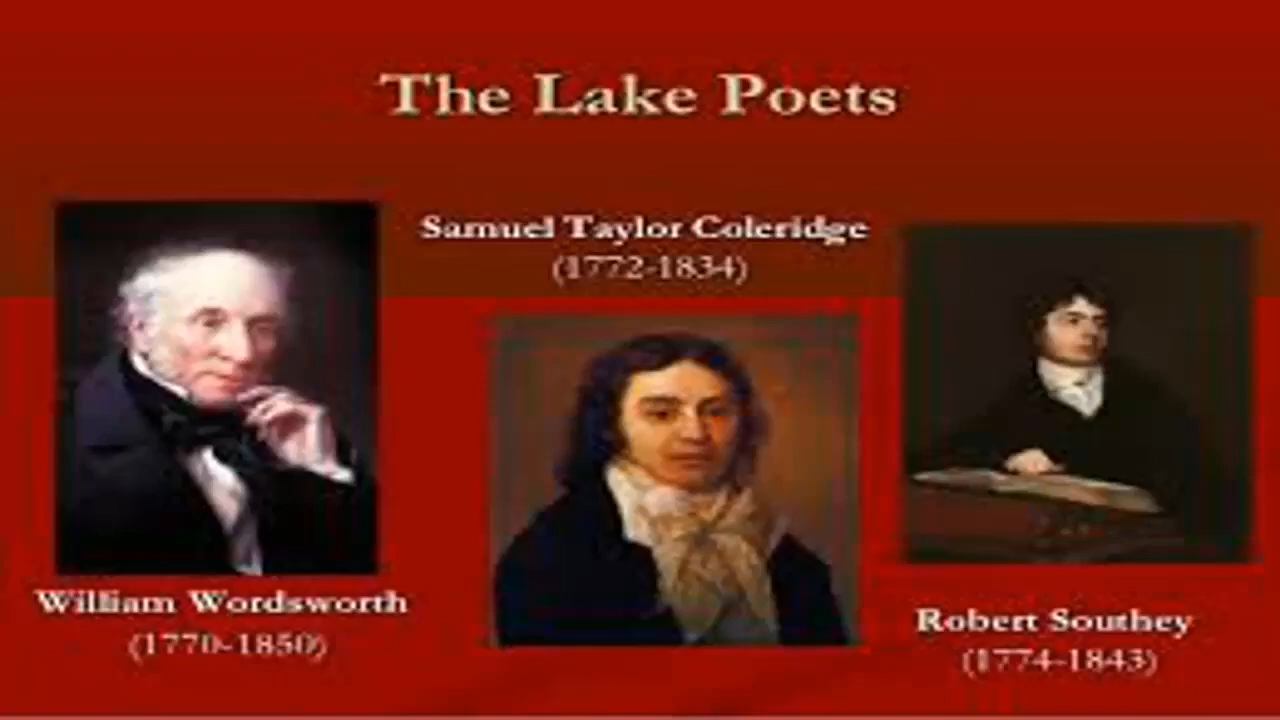 The Lake Poets
Samuel Taylor Coleridge
(1772-1834)
William Wordsworth
(1770-1850)
Robert Southey
(1774-1843)